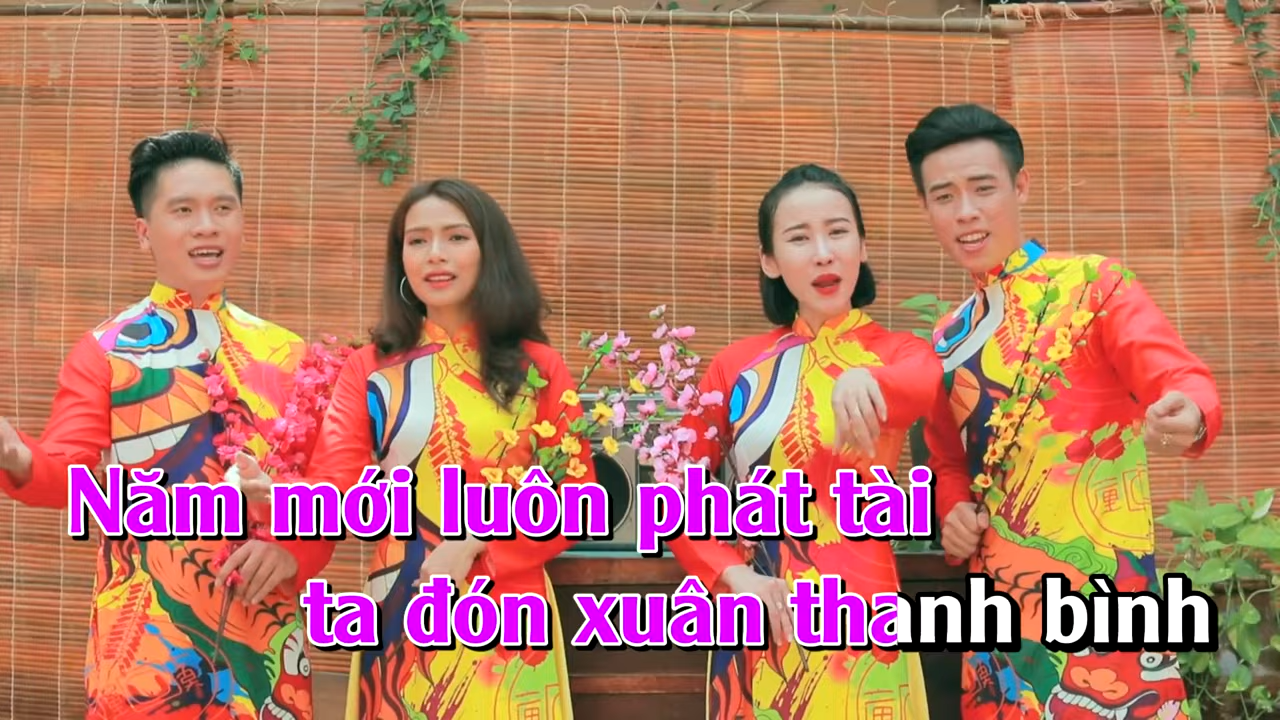 Năm mới luôn phát tài
ta đón xuân thanh bình